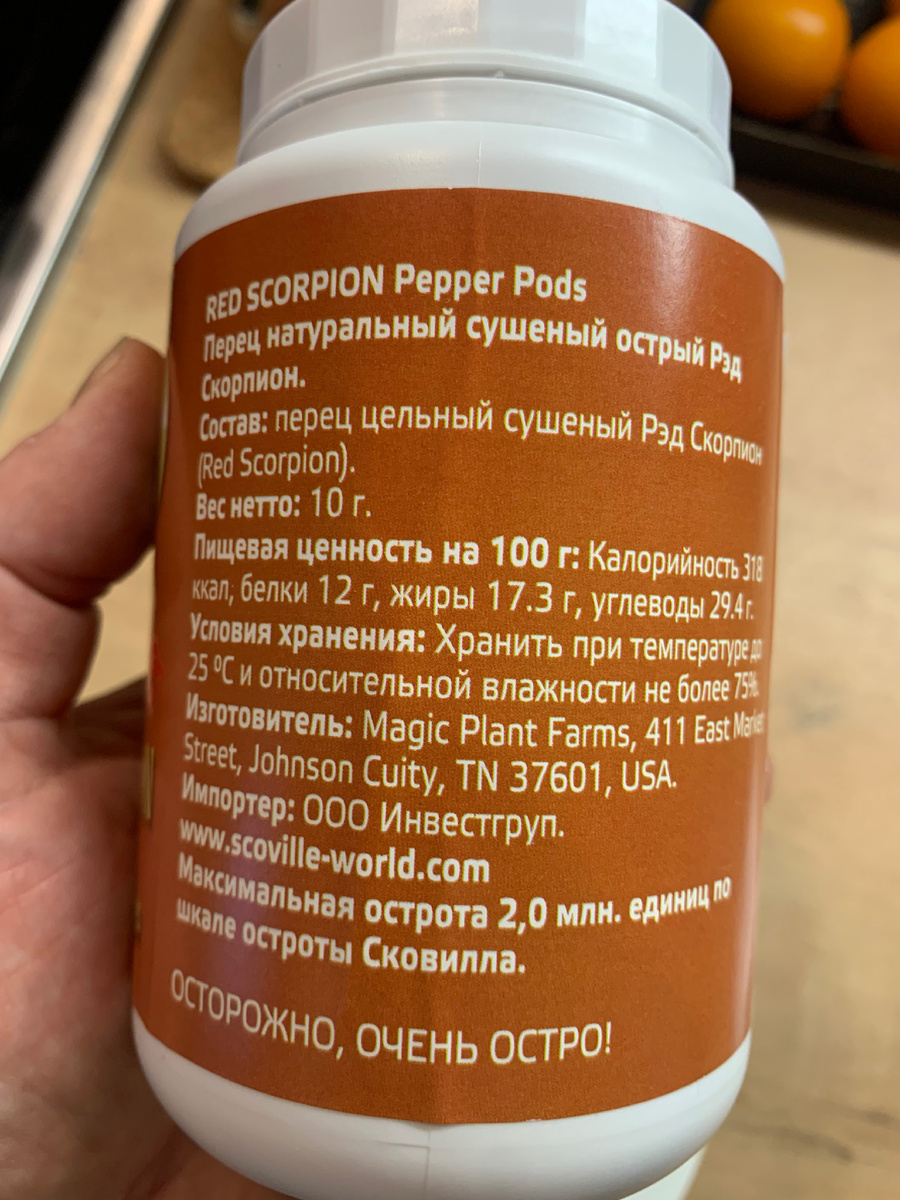 RED SCORPION Pepper Pods
Перец натуральный сушеный острый Рэд
Скорпион.
Состав: перец цельный сушеный Рэд Скорпион
(Red Scorpion).
Вес нетто: 10 г.
Пищевая ценность на 100 г: Калорийность 318
ккал; белки 12 г, жиры 17.3 г, углеводы 29.4 г.
Условия хранения: Хранить при температуре до
25 ºС и относительной влажности не более 75%.
Изготовитель: Magic Plant Farms, 411 East Market
Street, Johnson Cuity, TN 37601, USA.
Импортер: ООО Инвестгруп.
www.scoville-world.com
Максимальная острота 2,0 млн. единиц по
шкале остроты Сковилла.
ОСТОРОЖНО, ОЧЕНЬ ОСТРО!